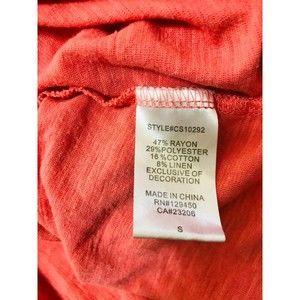 STYLE#CS10292
47% RAYON
29%POLYESTER
16%COTTON
8% LINEN
EXCLUSIVE OF
DECORATION
MADE IN CHINA
RN#129450
CA#23206
S